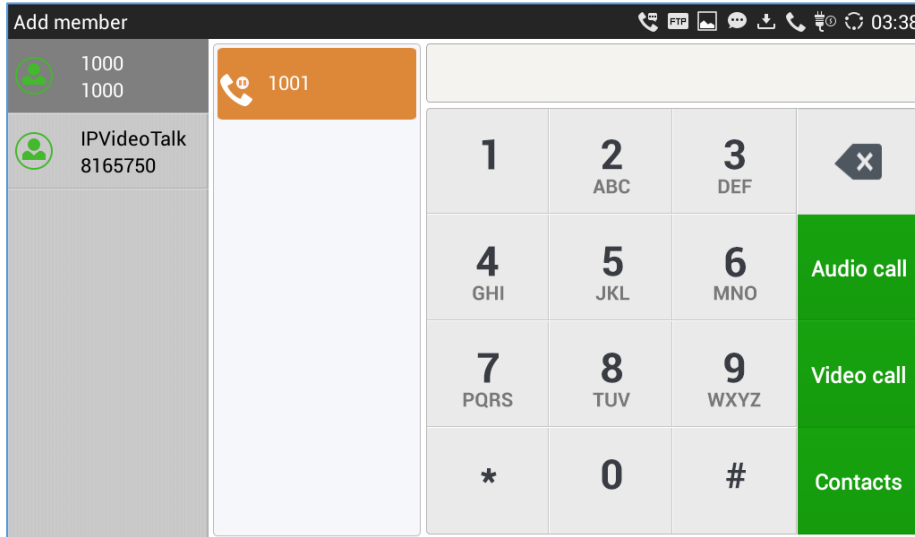 Add member
FTP
03:38
1000
1000
IPVideoTalk
8165750
1001
1
2
ABC
3
DEF
4
GHI
5
JKL
6
MNO
Audio call
7
PQRS
8
TUV
9
WXYZ
Video call
*
0
#
Contacts